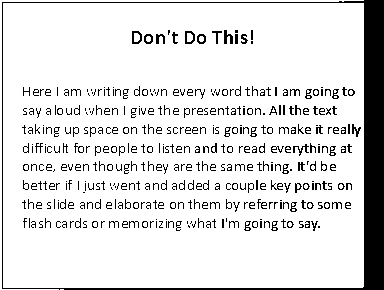 Don't Do This!
Here I am writing down every word that I am going to
say aloud when I give the presentation. All the text
taking up space on the screen is going to make it really
difficult for people to listen and to read everything at
once, even though they are the same thing. It'd be
better if I just went and added a couple key points on
the slide and elaborate on them by referring to some
flash cards or memorizing what I'm going to say.